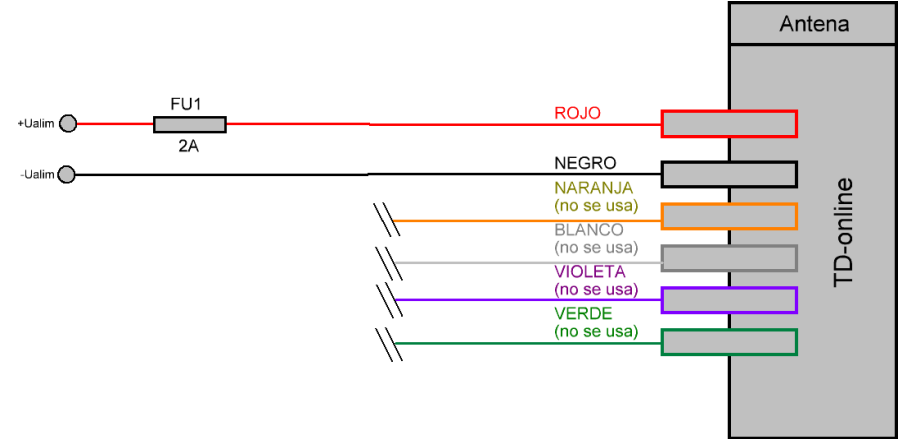 Antena
FU1
ROJO
+Ualim
2A
NEGRO
-Ualim
NARANJA
(no se usa)
BLANCO
(no se usa)
VIOLETA
(no se usa)
VERDE
(no se usa)
TD-online